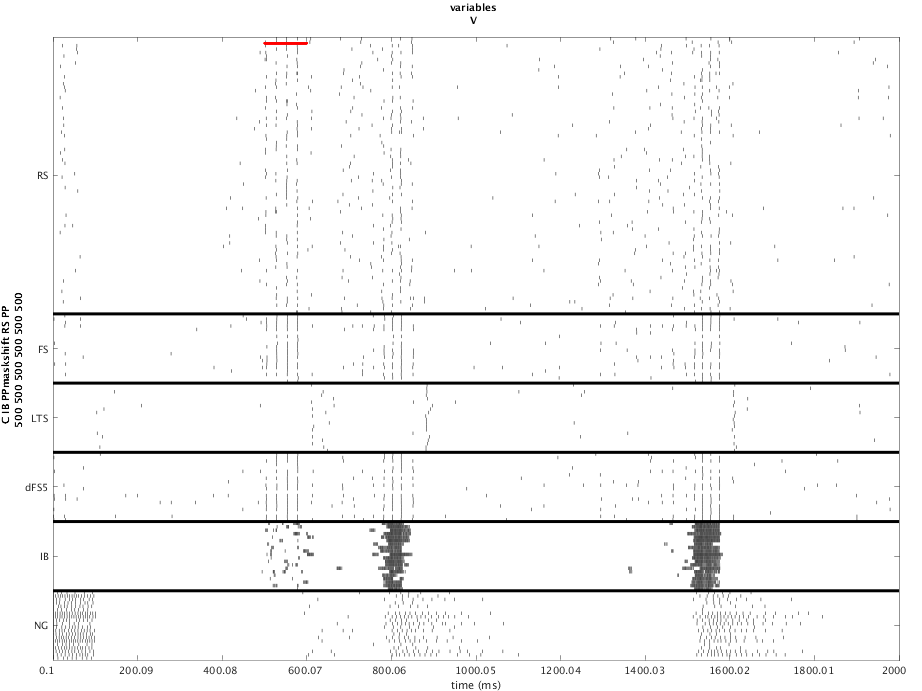 variables
V
C IB PPmaskshift RS PP
500 500 500 500 500 500
RS
FS
LTS
dFS5
IB
NG
0.1 200.09 400.08 600.07 800.06 1000.05 1200.04 1400.03 1600.02 1800.01 2000
time (ms)